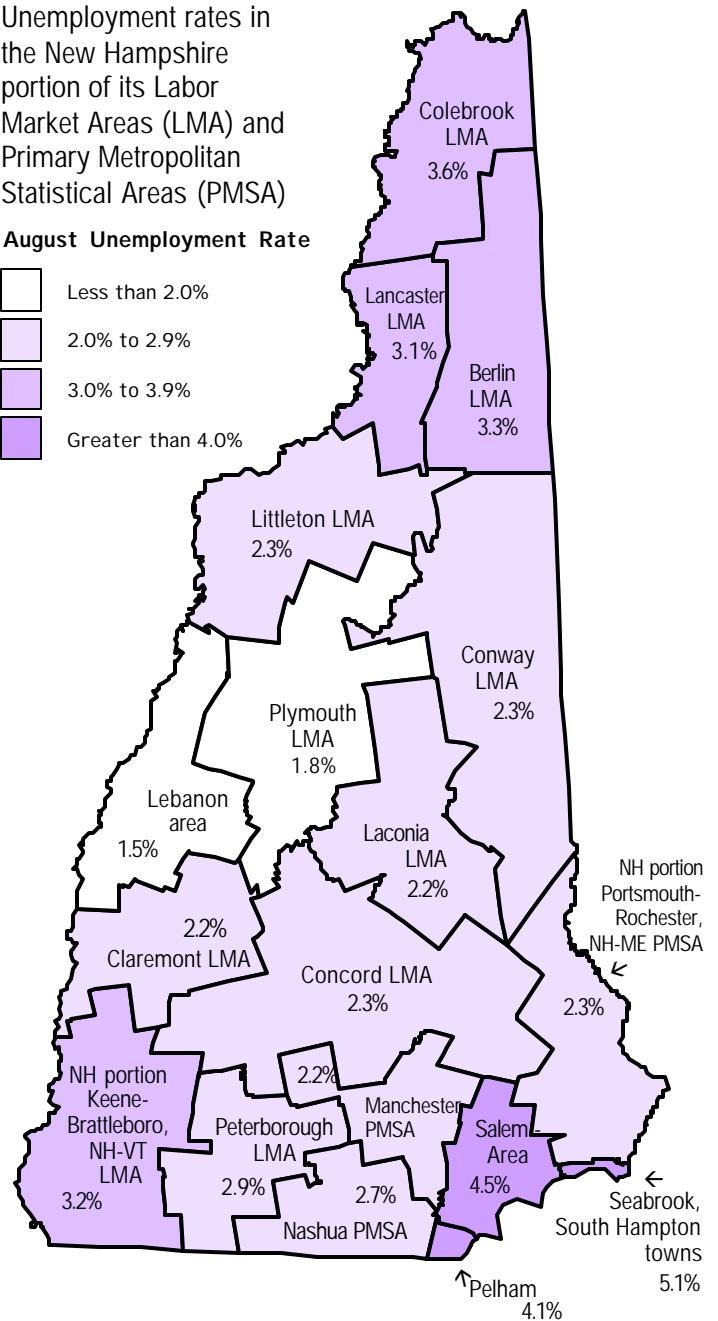 Unemployment rates in
the New Hampshire
portion of its Labor
Market Areas (LMA) and
Primary Metropolitan
Statistical Areas (PMSA)
August Unemployment Rate
Less than 2.0%
2.0% to 2.9%
3.0% to 3.9%
Greater than 4.0%
Colebrook
LMA
3.6%
Lancaster
LMA
3.1%
Berlin
LMA
3.3%
Littleton LMA
2.3%
Conway
LMA
2.3%
Plymouth
LMA
1.8%
Lebanon
area
1.5%
Laconia
LMA
2.2%
NH portion
Portsmouth-
Rochester,
NH-ME PMSA
2.3%
2.2%
Claremont LMA
Concord LMA
2.3%
NH portion
Keene-
Brattleboro,
NH-VT
LMA
3.2%
2.2%
Manchester
PMSA
Peterborough
LMA
2.9%
Salem
Area
4.5%
2.7%
Nashua PMSA
Seabrook,
South Hampton
towns
5.1%
Pelham
4.1%